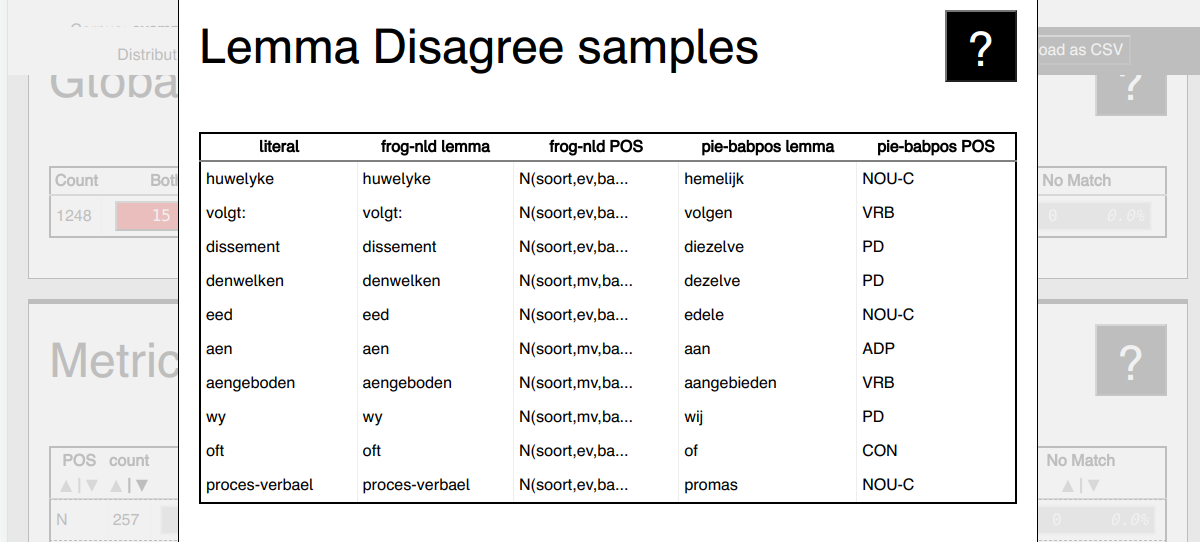 Lemma Disagree samples ?
Distribut oad as CSV
Globa ?
literal frog-nld lemma frog-nld POS pie-babpos lemma pie-babpos POS
Count Botl No Match
huwelyke huwelyke N(soort,ev,ba... hemelijk NOU-C
1248 15 0 0.0%
volgt: volgt: N(soort,ev,ba... volgen VRB
dissement dissement N(soort,ev,ba... diezelve PD
denwelken denwelken N(soort,mv,ba... dezelve PD
eed eed N(soort,ev,ba... edele NOU-C
aen aen N(soort,mv,ba... aan ADP
Metric ?
aengeboden aengeboden N(soort,mv,ba... aangebieden VRB
wy wy N(soort,mv,ba... wij PD
oft oft N(soort,ev,ba... of CON
POS count No Match
▲|▼ ▲|▼ ▲|▼
proces-verbael proces-verbael N(soort,ev,ba... promas NOU-C
N 257 0 0.0%